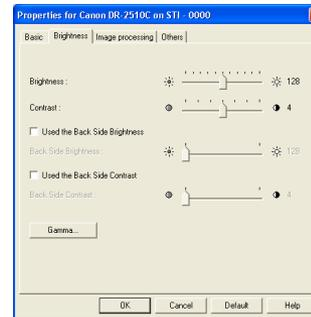 Properties for Canon DR-2510C on STI - 0000
Basic Brightness Image processing Others
Brightness : 128
Contrast : 4
Used the Back Side Brightness
Back Side Brightness : 128
Used the Back Side Contrast
Back Side Contrast : 4
Gamma...
OK Cancel Default Help